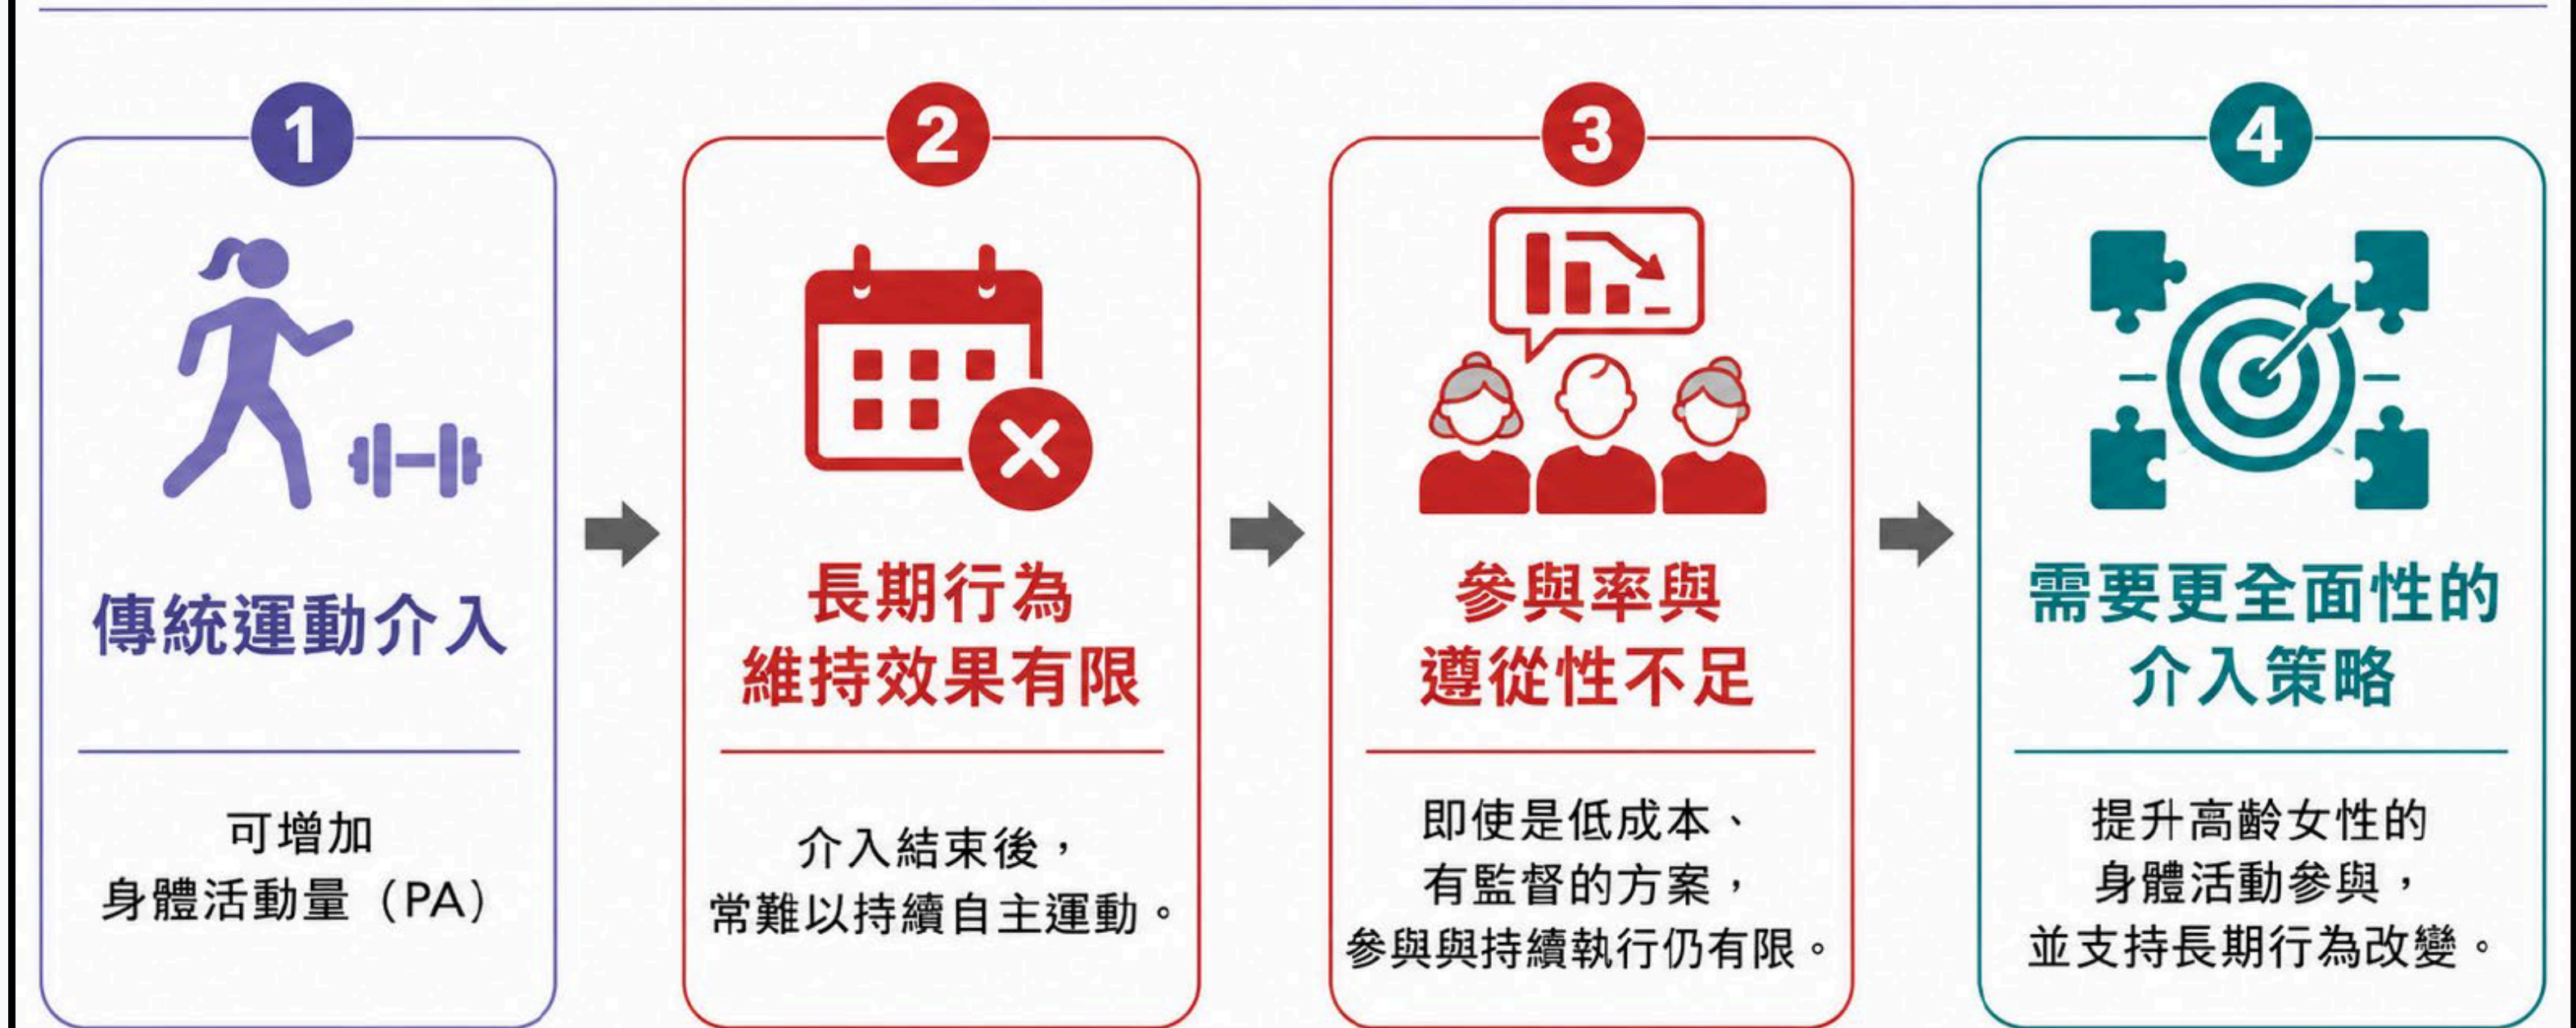 1
傳統運動介入
可增加
身體活動量（PA）
2
長期行為
維持效果有限
介入結束後，
常難以持續自主運動。
3
參與率與
遵從性不足
即使是低成本、
有監督的方案，
參與與持續執行仍有限。
4
需要更全面性的
介入策略
提升高齡女性的
身體活動參與，
並支持長期行為改變。